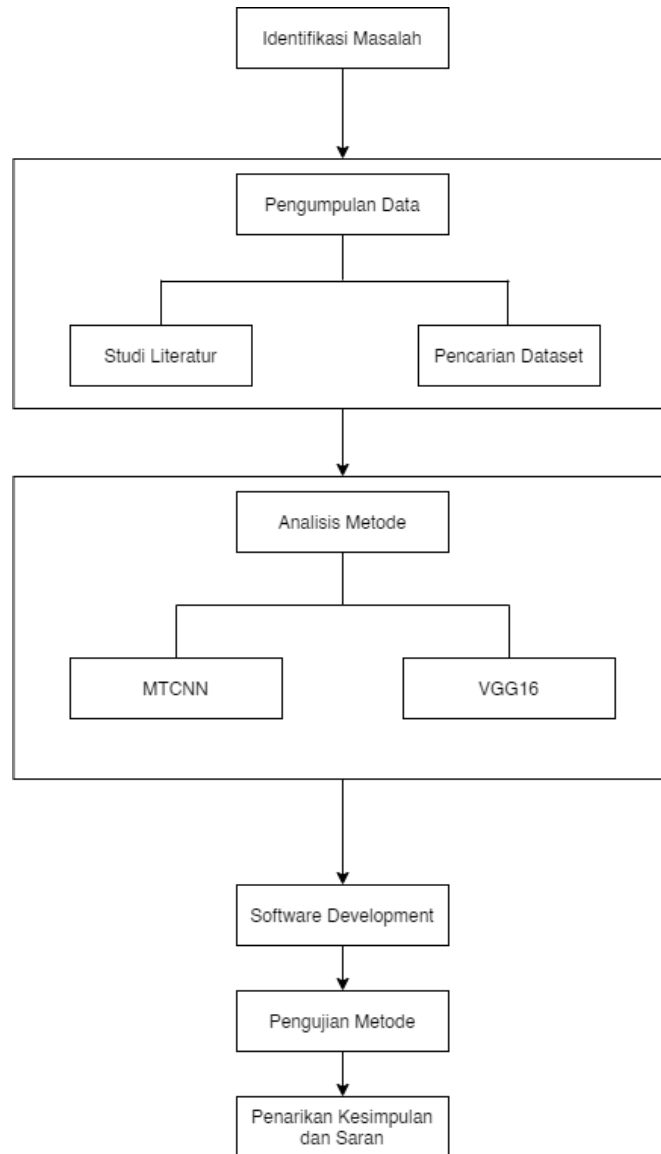 Identifikasi Masalah
Pengumpulan Data
Studi Literatur
Pencarian Dataset
Analisis Metode
MTCNN
VGG16
Software Development
Pengujian Metode
Penarikan Kesimpulan
dan Saran